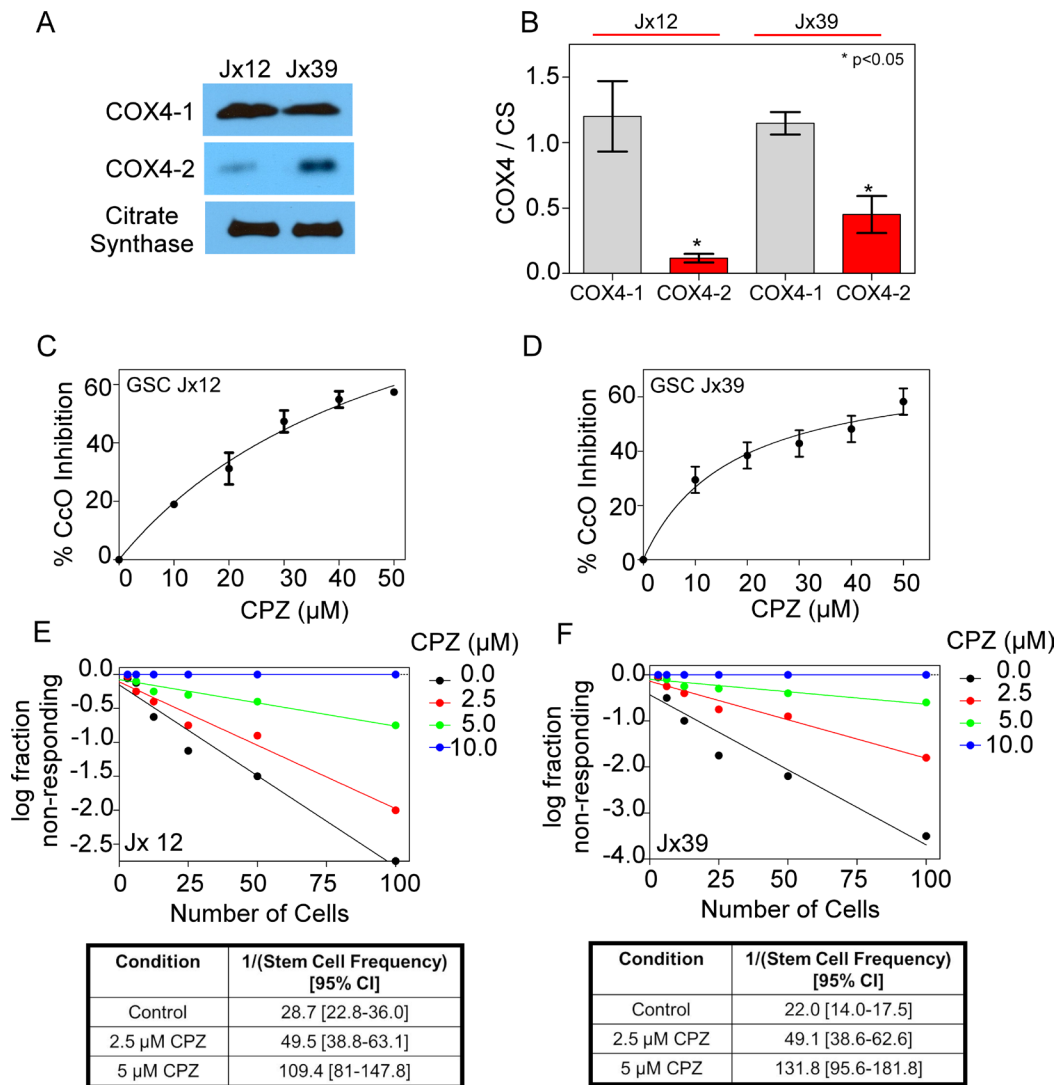 A
Jx12 Jx39
COX4-1
COX4-2
Citrate
Synthase
B
Jx12 Jx39
* p<0.05
COX4 / CS
1.5
1.0
0.5
0.0
* *
COX4-1 COX4-2 COX4-1 COX4-2
C
GSC Jx12
% CcO Inhibition
60
40
20
0
0 10 20 30 40 50
CPZ (µM)
D
GSC Jx39
% CcO Inhibition
60
40
20
0
0 10 20 30 40 50
CPZ (µM)
E
CPZ (µM)
0.0
2.5
5.0
10.0
log fraction
non-responding
0.0
-0.5
-1.0
-1.5
-2.0
-2.5
Jx 12
0 25 50 75 100
Number of Cells
F
CPZ (µM)
0.0
2.5
5.0
10.0
log fraction
non-responding
0.0
-1.0
-2.0
-3.0
-4.0
Jx39
0 25 50 75 100
Number of Cells
Condition 1/(Stem Cell Frequency)
[95% CI]
Control 28.7 [22.8-36.0]
2.5 µM CPZ 49.5 [38.8-63.1]
5 µM CPZ 109.4 [81-147.8]
Condition 1/(Stem Cell Frequency)
[95% CI]
Control 22.0 [14.0-17.5]
2.5 µM CPZ 49.1 [38.6-62.6]
5 µM CPZ 131.8 [95.6-181.8]